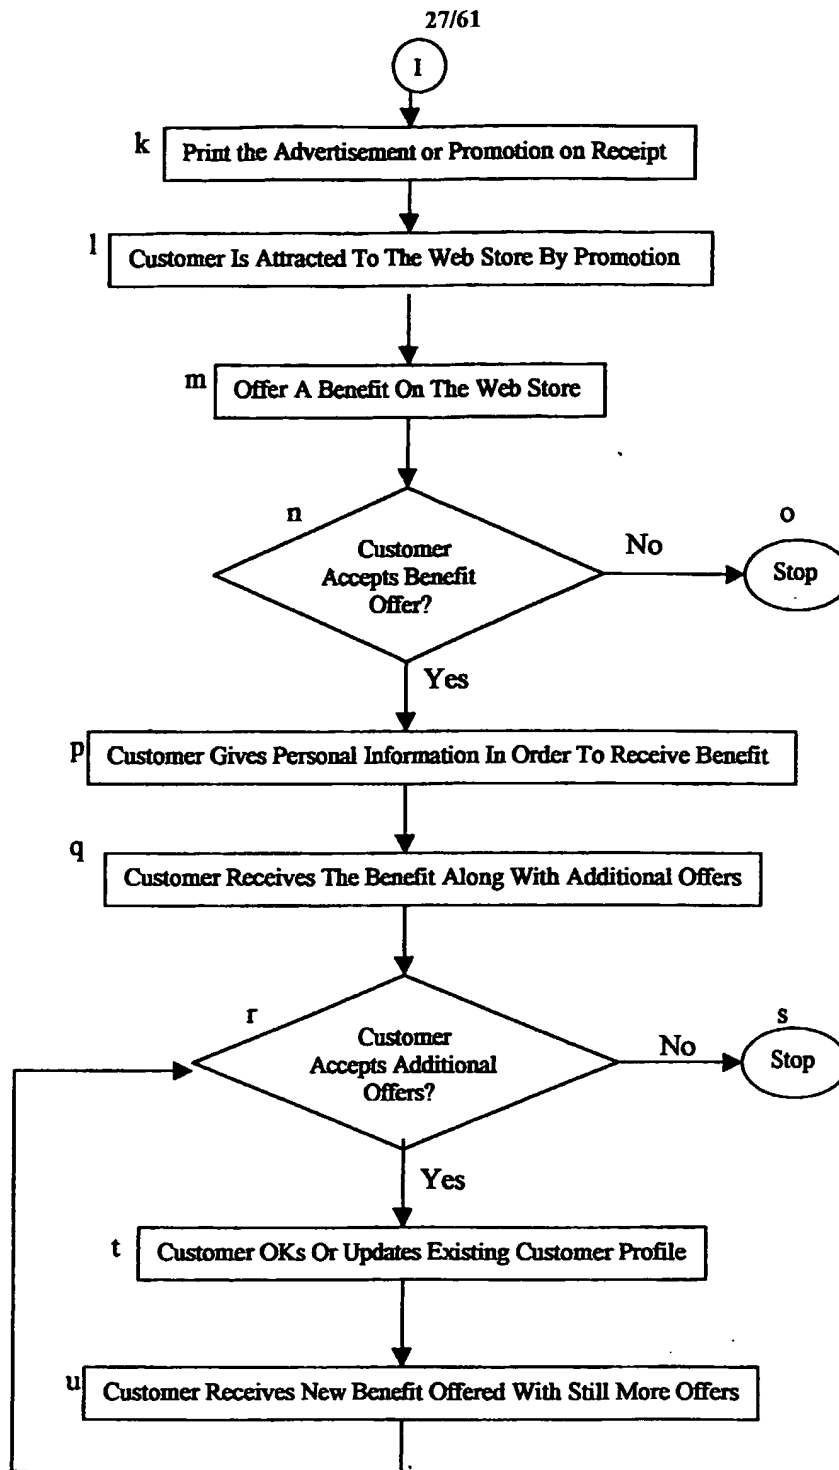 27/61
I
k
Print the Advertisement or Promotion on Receipt
l
Customer Is Attracted To The Web Store By Promotion
m
Offer A Benefit On The Web Store
n
Customer
Accepts Benefit
Offer?
No
o
Stop
Yes
p
Customer Gives Personal Information In Order To Receive Benefit
q
Customer Receives The Benefit Along With Additional Offers
r
Customer
Accepts Additional
Offers?
No
s
Stop
Yes
t
Customer OKs Or Updates Existing Customer Profile
u
Customer Receives New Benefit Offered With Still More Offers